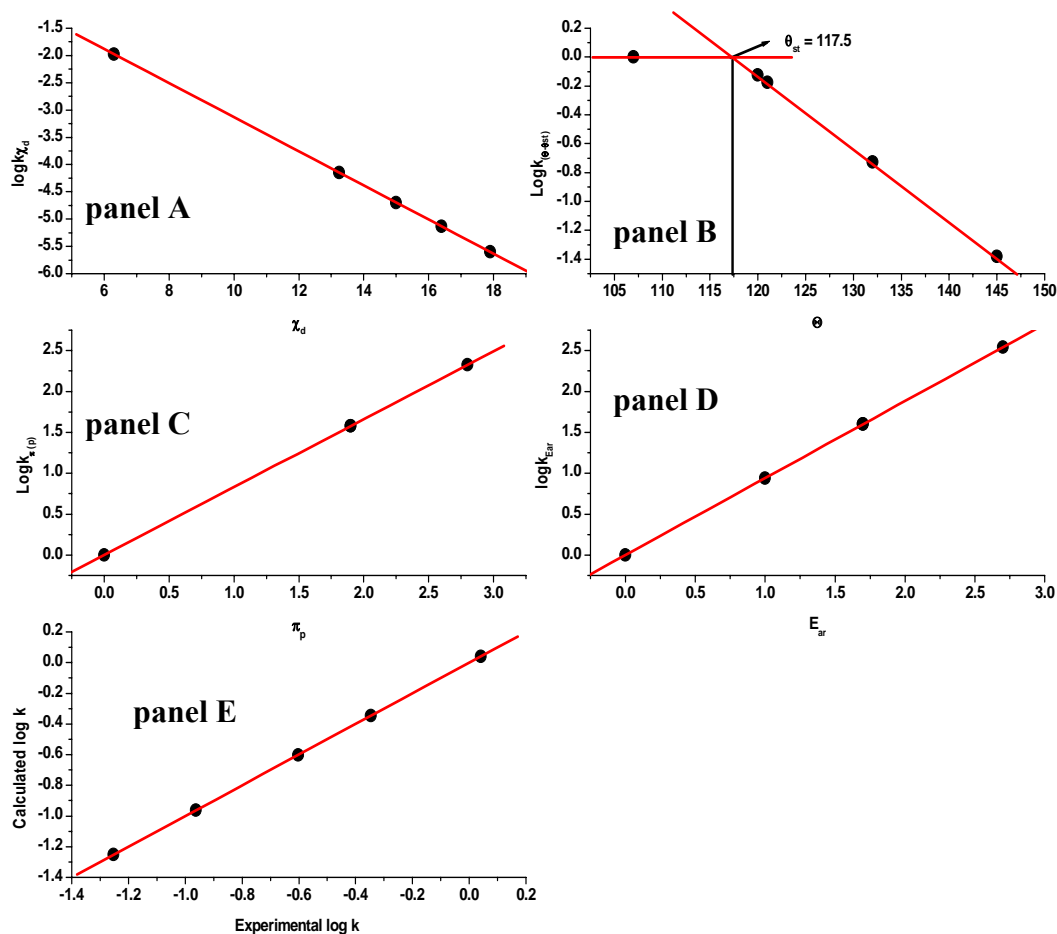 -1.5
-2.0
-2.5
-3.0
-3.5
-4.0
-4.5
-5.0
-5.5
-6.0
logkχd
panel A
6 8 10 12 14 16 18
χd
0.2
0.0
-0.2
-0.4
-0.6
-0.8
-1.0
-1.2
-1.4
Logk(Θ-Θst)
θst = 117.5
panel B
105 110 115 120 125 130 135 140 145 150
Θ
2.5
2.0
1.5
1.0
0.5
0.0
Logkπ(p)
panel C
0.0 0.5 1.0 1.5 2.0 2.5 3.0
πp
2.5
2.0
1.5
1.0
0.5
0.0
logkEar
panel D
0.0 0.5 1.0 1.5 2.0 2.5 3.0
Ear
0.2
0.0
-0.2
-0.4
-0.6
-0.8
-1.0
-1.2
-1.4
Calculated log k
panel E
-1.4 -1.2 -1.0 -0.8 -0.6 -0.4 -0.2 0.0 0.2
Experimental log k